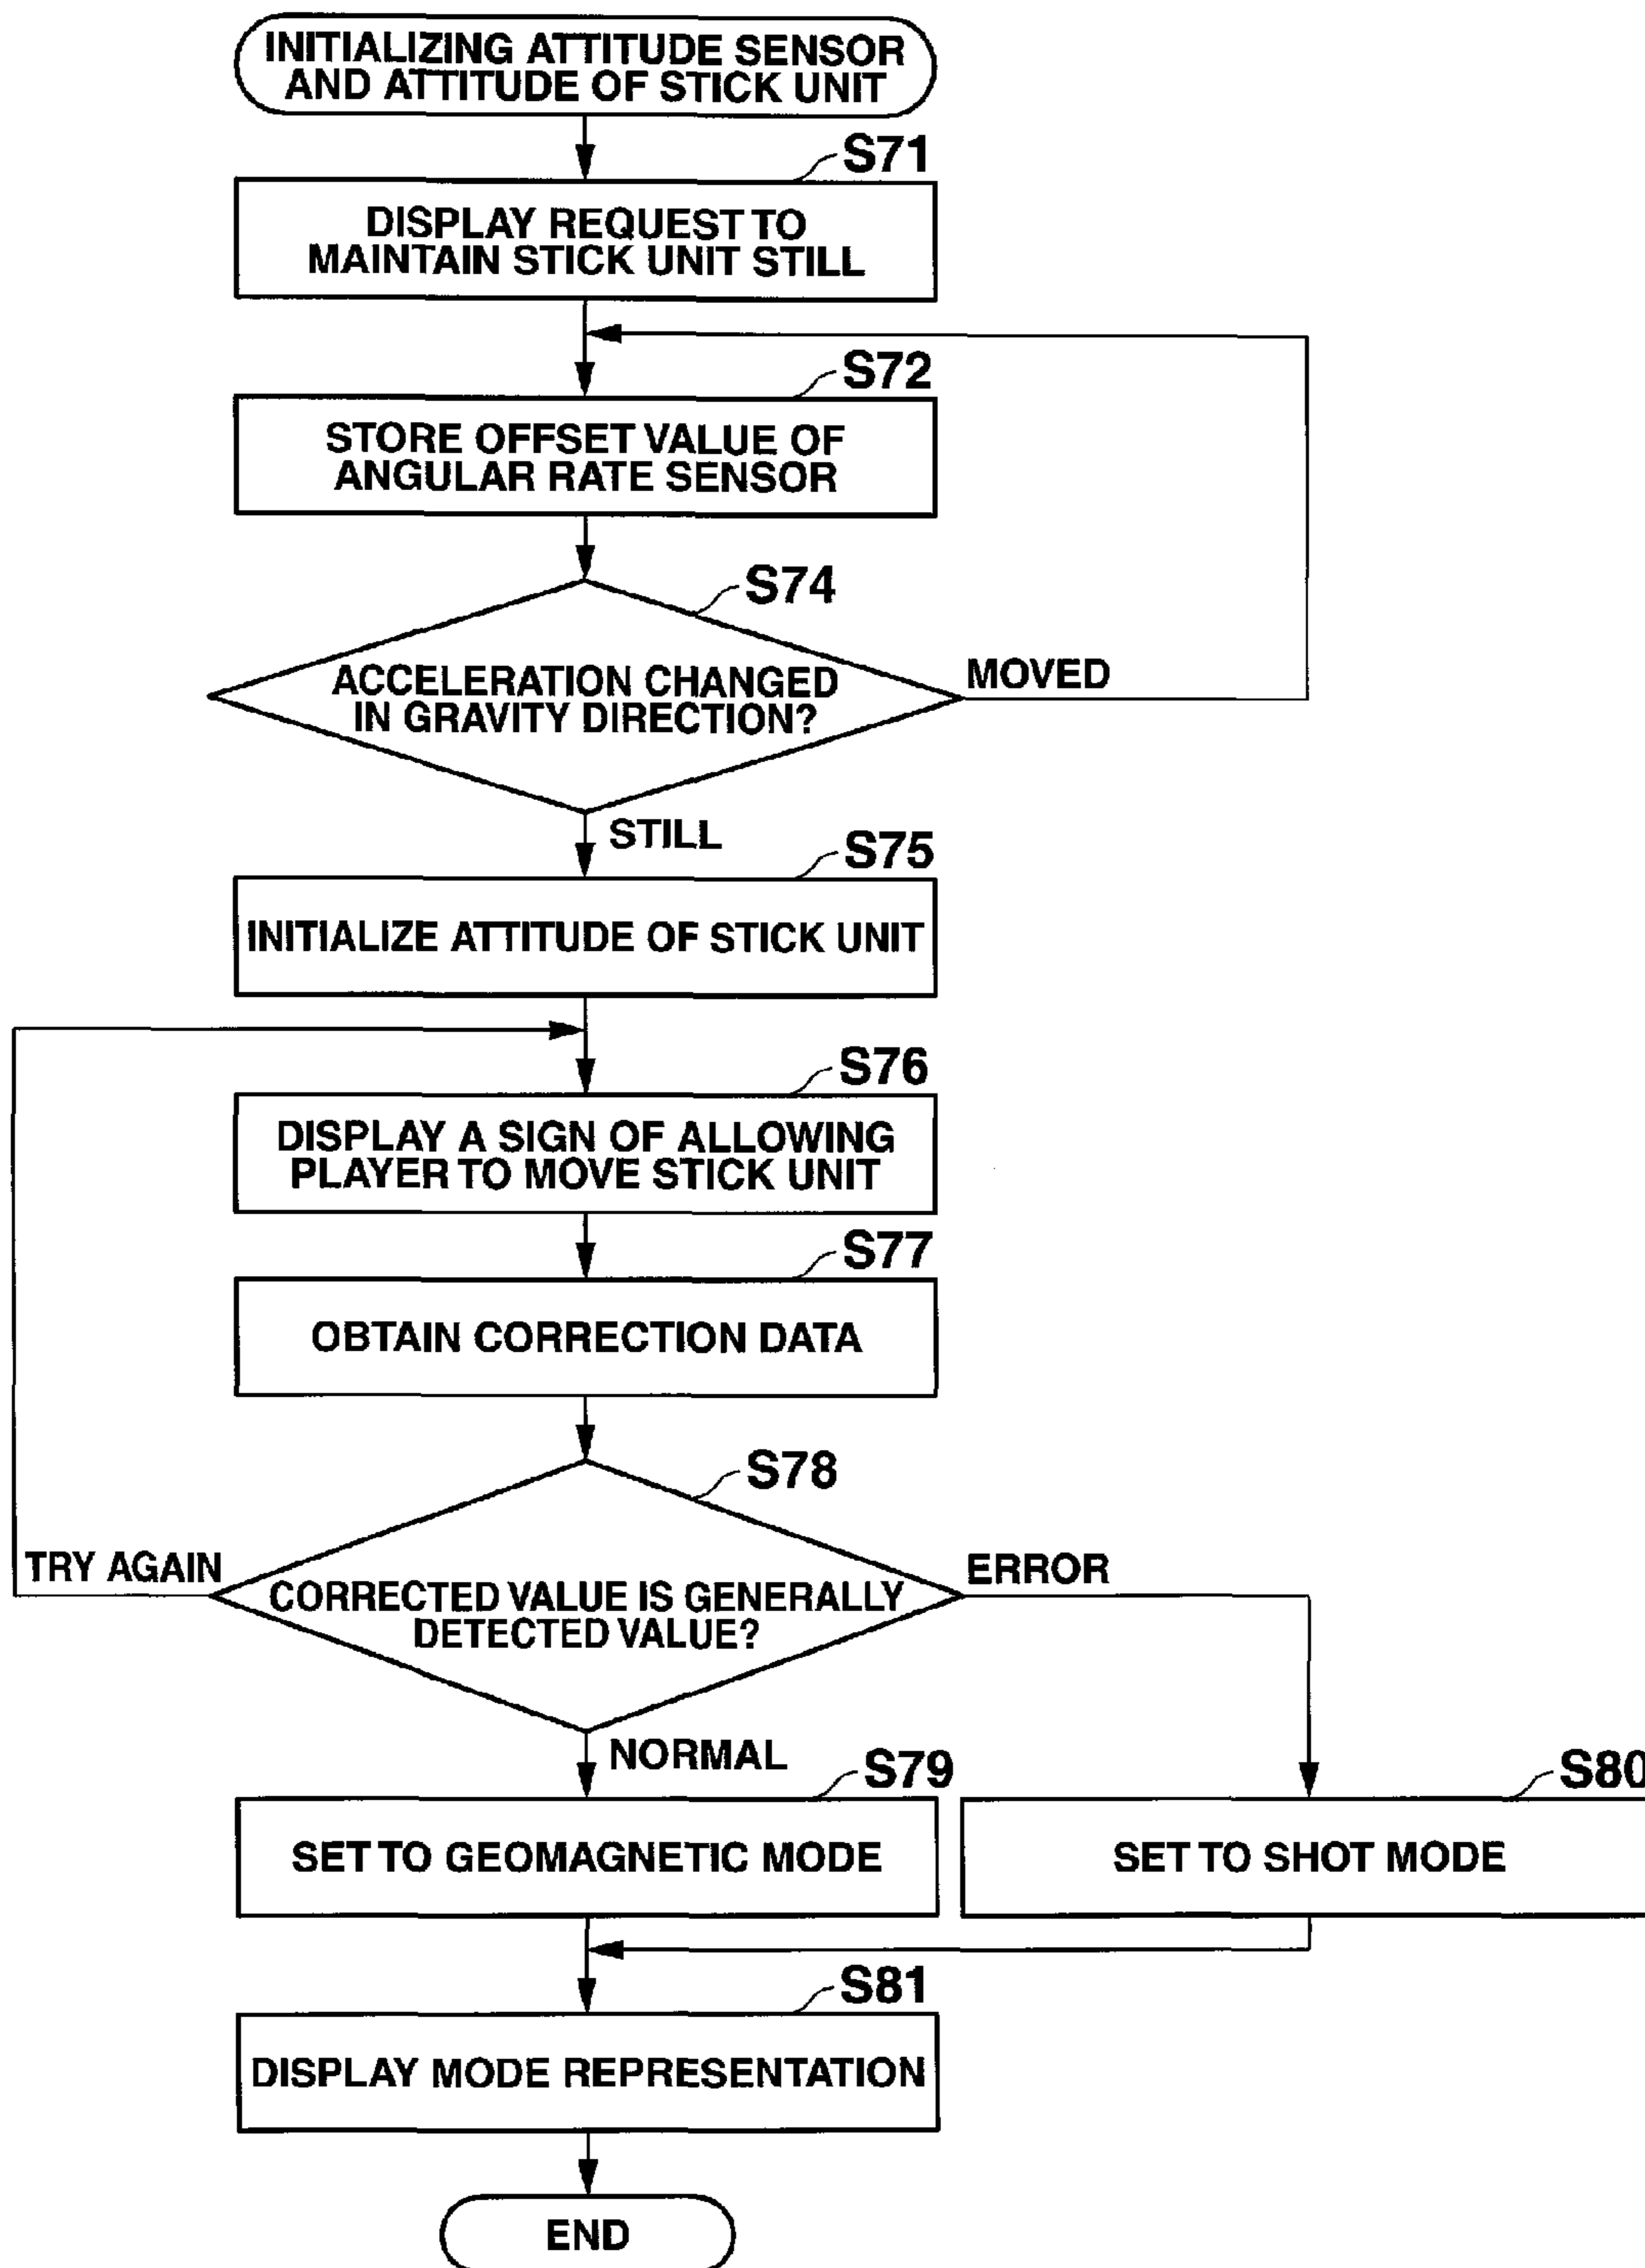 INITIALIZING ATTITUDE SENSOR
AND ATTITUDE OF STICK UNIT
S71
DISPLAY REQUEST TO
MAINTAIN STICK UNIT STILL
S72
STORE OFFSET VALUE OF
ANGULAR RATE SENSOR
S74
ACCELERATION CHANGED
IN GRAVITY DIRECTION?
MOVED
STILL
S75
INITIALIZE ATTITUDE OF STICK UNIT
S76
DISPLAY A SIGN OF ALLOWING
PLAYER TO MOVE STICK UNIT
S77
OBTAIN CORRECTION DATA
S78
TRY AGAIN
CORRECTED VALUE IS GENERALLY
DETECTED VALUE?
ERROR
NORMAL
S79
SET TO GEOMAGNETIC MODE
S80
SET TO SHOT MODE
S81
DISPLAY MODE REPRESENTATION
END